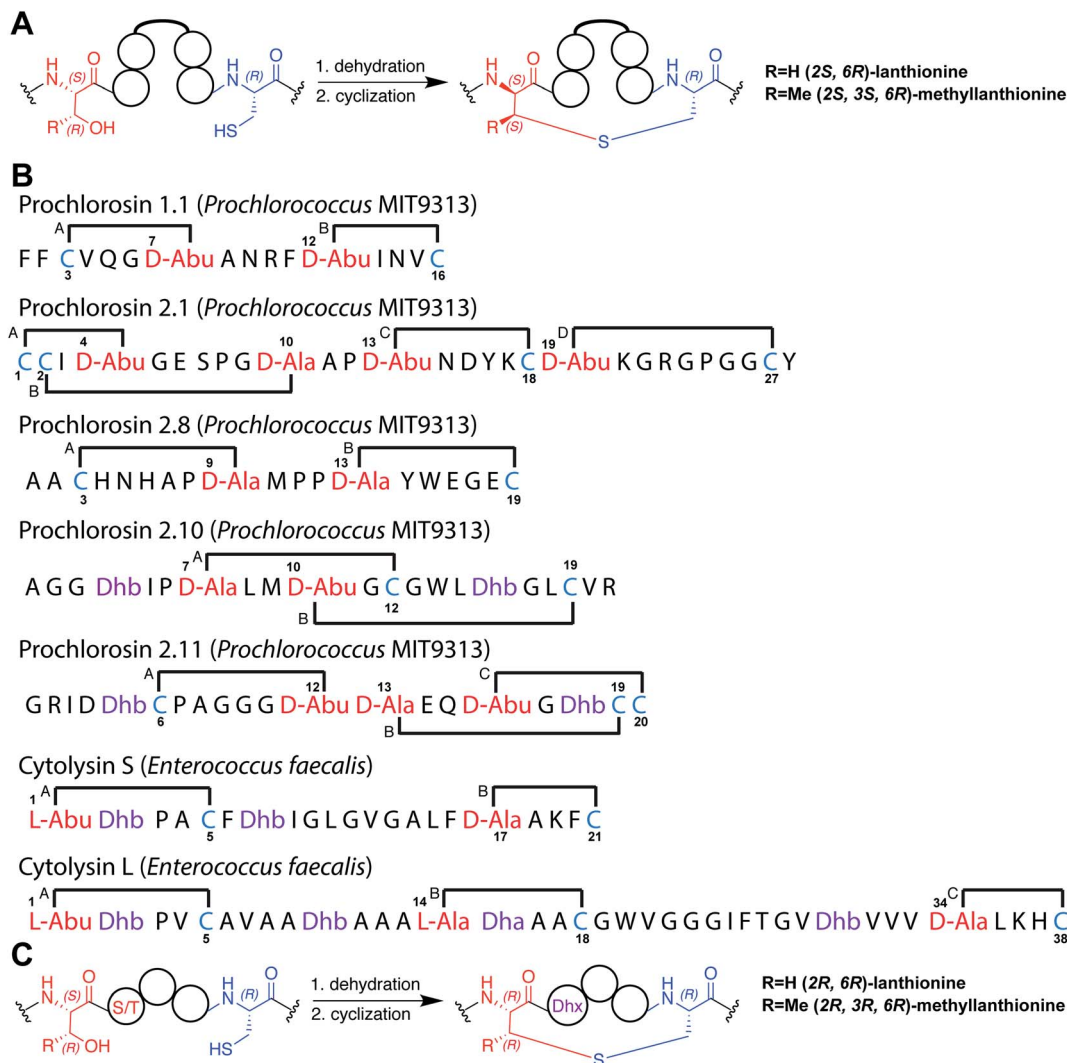 A
H N (S) O H N (R) O
R (R) OH HS
1. dehydration
2. cyclization
H N (S) O H N (R) O
R (S) S
R=H (2S, 6R)-lanthionine
R=Me (2S, 3S, 6R)-methyllanthionine
B
Prochlorosin 1.1 (Prochlorococcus MIT9313)
A 7 12 B
F F C V Q G D-Abu A N R F D-Abu I N V C
3 16
Prochlorosin 2.1 (Prochlorococcus MIT9313)
A 4 10 13 C 19 D
C C I D-Abu G E S P G D-Ala A P D-Abu N D Y K C D-Abu K G R G P G G C Y
1 2 B 18 27
Prochlorosin 2.8 (Prochlorococcus MIT9313)
A 9 13 B
A A C H N H A P D-Ala M P P D-Ala Y W E G E C
3 19
Prochlorosin 2.10 (Prochlorococcus MIT9313)
7 A 10 19
A G G Dhb I P D-Ala L M D-Abu G C G W L Dhb G L C V R
B 12
Prochlorosin 2.11 (Prochlorococcus MIT9313)
A 12 13 C 19
G R I D Dhb C P A G G G D-Abu D-Ala E Q D-Abu G Dhb C C
6 B 20
Cytolysin S (Enterococcus faecalis)
1 A B
L-Abu Dhb P A C F Dhb I G L G V G A L F D-Ala A K F C
5 17 21
Cytolysin L (Enterococcus faecalis)
1 A 14 B 34 C
L-Abu Dhb P V C A V A A Dhb A A A L-Ala Dha A A C G W V G G G I F T G V Dhb V V V D-Ala L K H C
5 18 38
C
H N (S) O S/T H N (R) O
R (R) OH HS
1. dehydration
2. cyclization
H N (R) O Dhx H N (R) O
R (R) S
R=H (2R, 6R)-lanthionine
R=Me (2R, 3R, 6R)-methyllanthionine